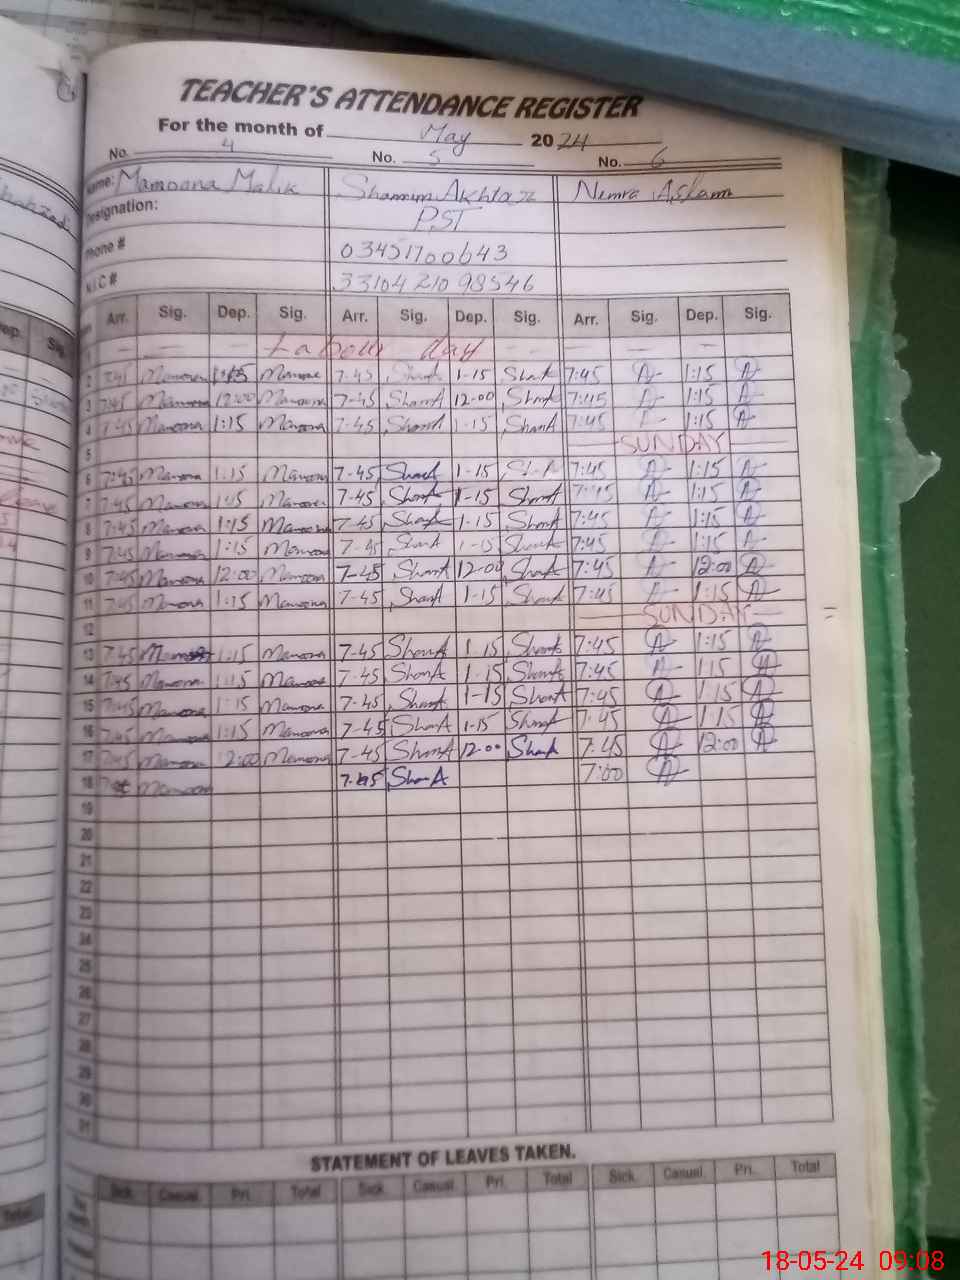 TEACHER'S ATTENDANCE REGISTER
For the month of May 2024
No. 4 No. 5 No. 6
Name: Mamoona Malik Shamim Akhtar Nemra Aslam
Designation: PST
Phone # 03451700643
N.I.C # 33104 210 98546
Arr. Sig. Dep. Sig. Arr. Sig. Dep. Sig. Arr. Sig. Dep. Sig.
1 Labour day
2 7:45 Mamoona 1:15 Mamoona 7-45 ShamA 1-15 7:45 A 1:15 A
3 7:45 Mamoona 12:00 Mamoona 7-45 ShamA 12-00 ShamA 7:45 A 1:15 A
4 7:45 Mamoona 1:15 Mamoona 7-45 ShamA 1-15 ShamA 7:45 1:15 A
5 SUNDAY
6 7:45 Mamoona 1:15 Mamoona 7-45 ShamA 1-15 7:45 A 1:15 A
7 7:45 Mamoona 1:15 Mamoona 7-45 ShamA 1-15 ShamA 7:45 A 1:15 A
8 7:45 Mamoona 1:15 Mamoona 7-45 ShamA 1-15 ShamA 7:45 A 1:15 A
9 7:45 Mamoona 1:15 Mamoona 7-45 ShamA 1-15 ShamA 7:45 A 1:15 A
10 7:45 Mamoona 12:00 Mamoona 7-45 ShamA 12-00 ShamA 7:45 A 12:00 A
11 7:45 Mamoona 1:15 Mamoona 7-45 ShamA 1-15 ShamA 7:45 A 1:15 A
12 SUNDAY
13 7:45 Mamoona 1:15 Mamoona 7-45 ShamA 1-15 ShamA 7:45 A 1:15 A
14 7:45 Mamoona 1:15 Mamoona 7-45 ShamA 1-15 ShamA 7:45 A 1:15 A
15 7:45 Mamoona 1:15 Mamoona 7-45 ShamA 1-15 ShamA 7:45 A 1:15 A
16 7:45 Mamoona 1:15 Mamoona 7-45 ShamA 1-15 ShamA 7:45 A 1:15 A
17 7:45 Mamoona 2:00 Mamoona 7-45 ShamA 12-00 ShamA 7:45 A 12:00 A
18 Mamoona 7-45 ShamA 7:00 A
19
20
21
22
23
24
25
26
27
28
29
30
31
STATEMENT OF LEAVES TAKEN.
Sick. Casual. Pri. Total Sick. Casual. Pri. Total Sick. Casual. Pri. Total
18-05-24 09:08